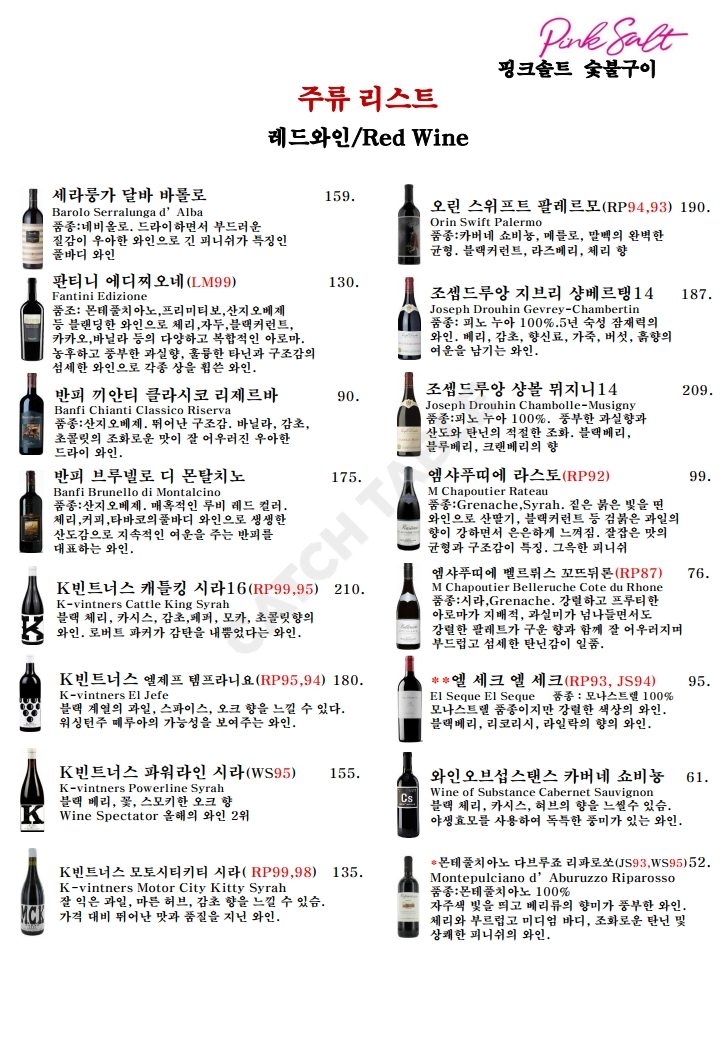 Pink Salt
핑크솔트 숯불구이
주류 리스트
레드와인/Red Wine
세라룽가 달바 바롤로 159.
Barolo Serralunga d’ Alba
품종:네비올로. 드라이하면서 부드러운
질감이 우아한 와인으로 긴 피니쉬가 특징인
풀바디 와인
판티니 에디찌오네(LM99) 130.
Fantini Edizione
품조: 몬테풀치아노,프리미티보,산지오베제
등 블랜딩한 와인으로 체리,자두,블랙커런트,
카카오,바닐라 등의 다양하고 복합적인 아로마.
농후하고 풍부한 과실향, 훌륭한 타닌과 구조감의
섬세한 와인으로 각종 상을 휩쓴 와인.
반피 끼안티 클라시코 리제르바 90.
Banfi Chianti Classico Riserva
품종:산지오베제. 뛰어난 구조감. 바닐라, 감초,
초콜릿의 조화로운 맛이 잘 어우러진 우아한
드라이 와인.
반피 브루넬로 디 몬탈치노 175.
Banfi Brunello di Montalcino
품종:산지오베제. 매혹적인 루비 레드 컬러.
체리,커피,타바코의풀바디 와인으로 생생한
산도감으로 지속적인 여운을 주는 반피를
대표하는 와인.
K빈트너스 캐틀킹 시라16(RP99,95) 210.
K-vintners Cattle King Syrah
블랙 체리, 카시스, 감초,페퍼, 모카, 초콜릿향의
와인. 로버트 파커가 감탄을 내뿜었다는 와인.
K빈트너스 엘제프 템프라니요(RP95,94) 180.
K-vintners El Jefe
블랙 계열의 과일, 스파이스, 오크 향을 느낄 수 있다.
워싱턴주 떼루아의 가능성을 보여주는 와인.
K빈트너스 파워라인 시라(WS95) 155.
K-vintners Powerline Syrah
블랙 베리, 꽃, 스모키한 오크 향
Wine Spectator 올해의 와인 2위
K빈트너스 모토시티키티 시라( RP99,98) 135.
K-vintners Motor City Kitty Syrah
잘 익은 과일, 마른 허브, 감초 향을 느낄 수 있슴.
가격 대비 뛰어난 맛과 품질을 지닌 와인.
오린 스위프트 팔레르모(RP94,93) 190.
Orin Swift Palermo
품종:카버네 쇼비뇽, 메를로, 말벡의 완벽한
균형. 블랙커런트, 라즈베리, 체리 향
조셉드루앙 지브리 샹베르탱14 187.
Joseph Drouhin Gevrey-Chambertin
품종: 피노 누아 100%.5년 숙성 잠재력의
와인. 베리, 감초, 향신료, 가죽, 버섯, 흙향의
여운을 남기는 와인.
조셉드루앙 샹볼 뮈지니14 209.
Joseph Drouhin Chambolle-Musigny
품종:피노 누아 100%. 풍부한 과실향과
산도와 탄닌의 적절한 조화. 블랙베리,
블루베리, 크랜베리의 향
엠샤푸띠에 라스토(RP92) 99.
M Chapoutier Rateau
품종:Grenache,Syrah. 짙은 붉은 빛을 띤
와인으로 산딸기, 블랙커런트 등 검붉은 과일의
향이 강하면서 은은하게 느껴짐. 잘잡은 맛의
균형과 구조감이 특징. 그윽한 피니쉬
엠샤푸띠에 벨르뤼스 꼬뜨뒤론(RP87) 76.
M Chapoutier Belleruche Cote du Rhone
품종:시라,Grenache. 강렬하고 프루티한
아로마가 지배적, 과실미가 넘나들면서도
강렬한 팔레트가 구운 향과 함께 잘 어우러지며
부드럽고 섬세한 탄닌감이 일품.
**엘 세크 엘 세크(RP93, JS94) 95.
El Seque El Seque 품종 : 모나스트렐 100%
모나스트렐 품종이지만 강렬한 색상의 와인.
블랙베리, 리코리시, 라일락의 향의 와인.
와인오브섭스탠스 카버네 쇼비뇽 61.
Wine of Substance Cabernet Sauvignon
블랙 체리, 카시스, 허브의 향을 느낄수 있슴.
야생효모를 사용하여 독특한 풍미가 있는 와인.
*몬테풀치아노 다브루쪼 리파로쏘(JS93,WS95)52.
Montepulciano d’ Aburuzzo Riparosso
품종:몬테풀치아노 100%
자주색 빛을 띄고 베리류의 향미가 풍부한 와인.
체리와 부르럽고 미디엄 바디, 조화로운 탄닌 및
상쾌한 피니쉬의 와인.
K
K
MCK
Cs
CATCH TABLE